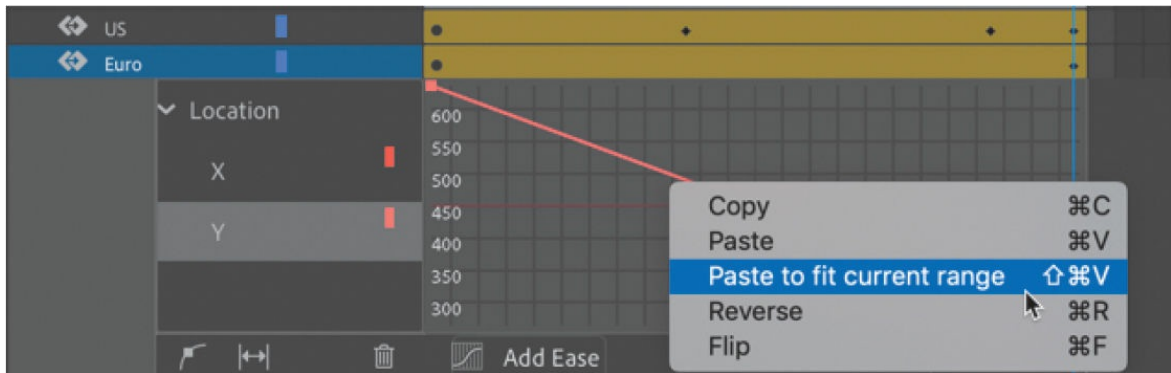 US
Euro
Location
600
550
X
500
450
Y
400
350
300
Add Ease
Copy ⌘C
Paste ⌘V
Paste to fit current range ⇧⌘V
Reverse ⌘R
Flip ⌘F